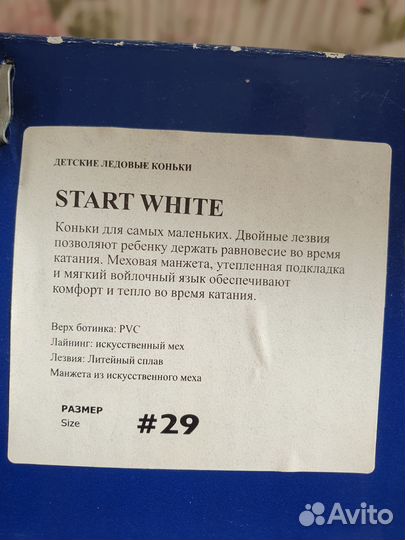 ДЕТСКИЕ ЛЕДОВЫЕ КОНЬКИ
START WHITE
Коньки для самых маленьких. Двойные лезвия
позволяют ребенку держать равновесие во время
катания. Меховая манжета, утепленная подкладка
и мягкий войлочный язык обеспечивают
комфорт и тепло во время катания.
Верх ботинка: PVC
Лайнинг: искусственный мех
Лезвия: Литейный сплав
Манжета из искусственного меха
РАЗМЕР
Size
#29
Avito